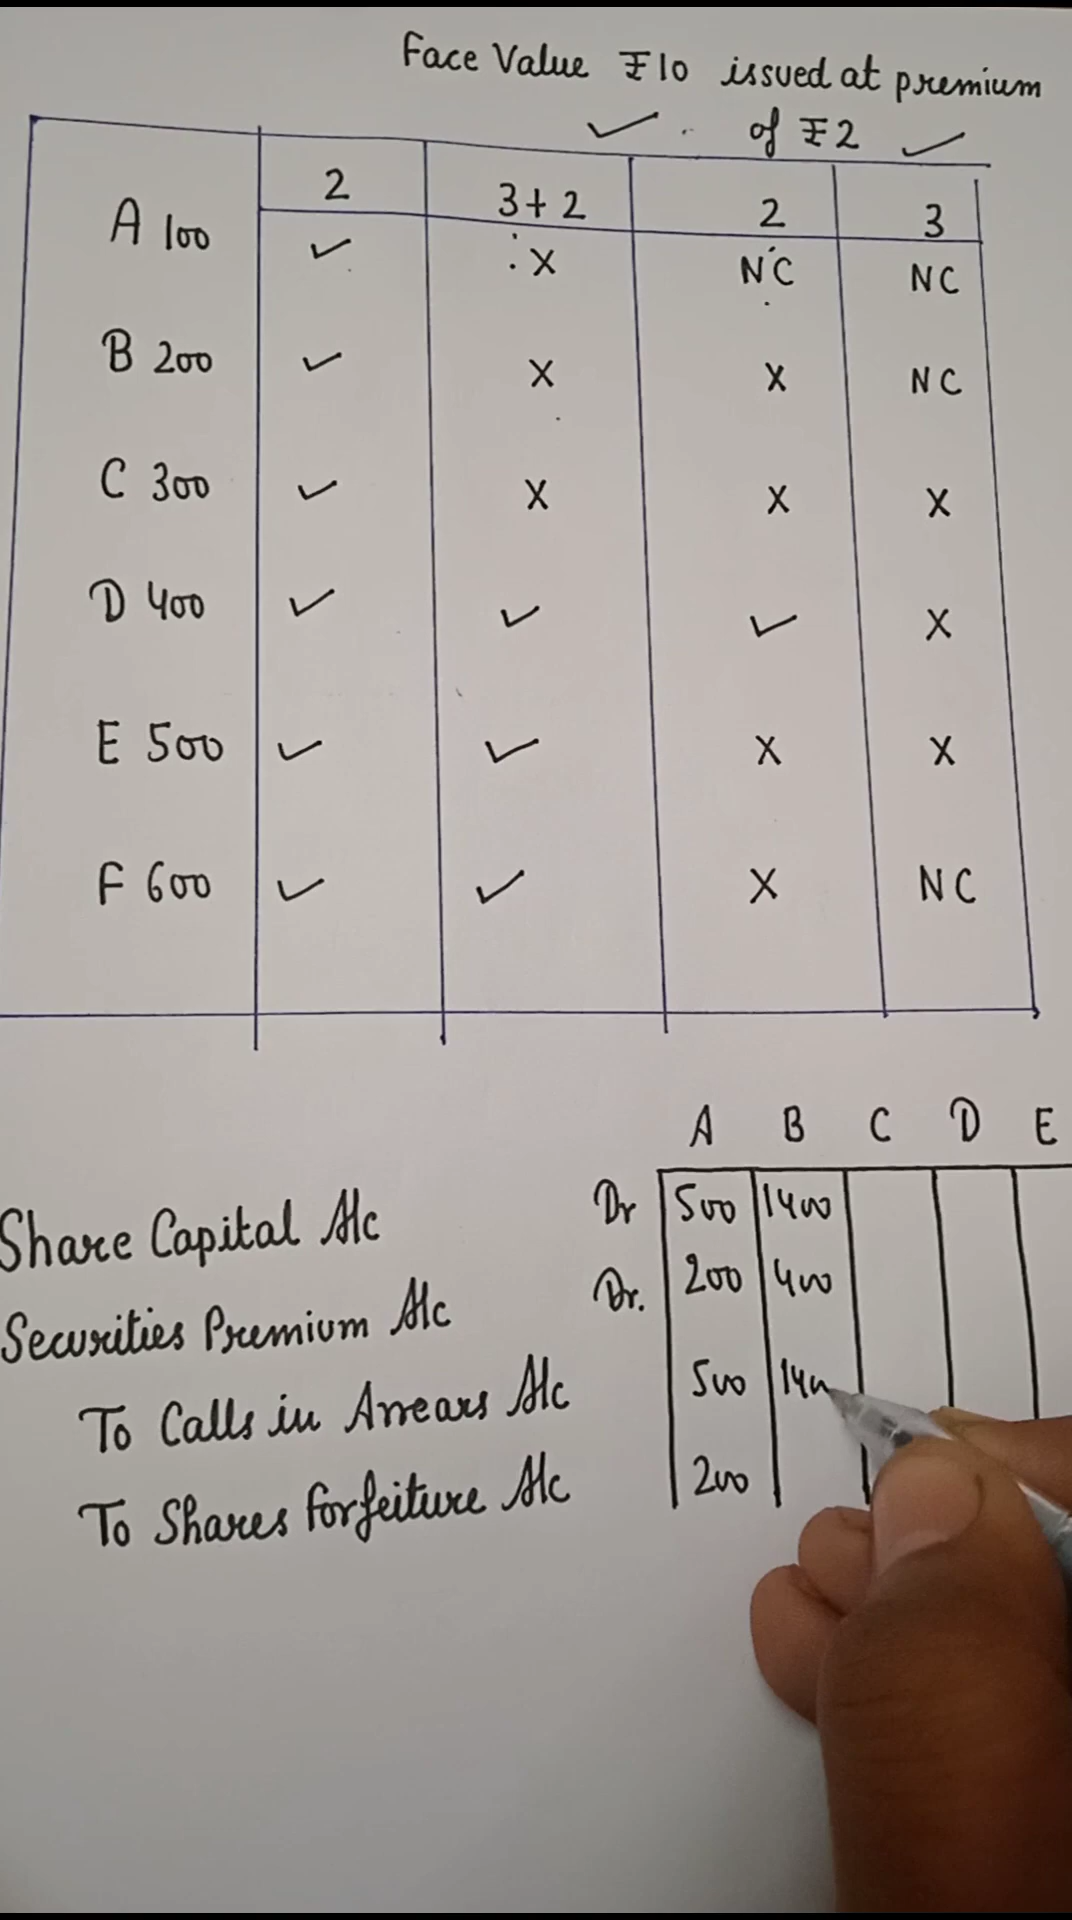 Face Value ₹10 issued at premium
of ₹2
2 3+2 2 3
A 100 ✓ X NC NC
B 200 ✓ X X NC
C 300 ✓ X X X
D 400 ✓ ✓ ✓ X
E 500 ✓ ✓ X X
F 600 ✓ ✓ X NC
A B C D E
Share Capital A/c Dr 500 1400
Securities Premium A/c Dr. 200 400
To Calls in Arrears A/c 500 140
To Shares Forfeiture A/c 200